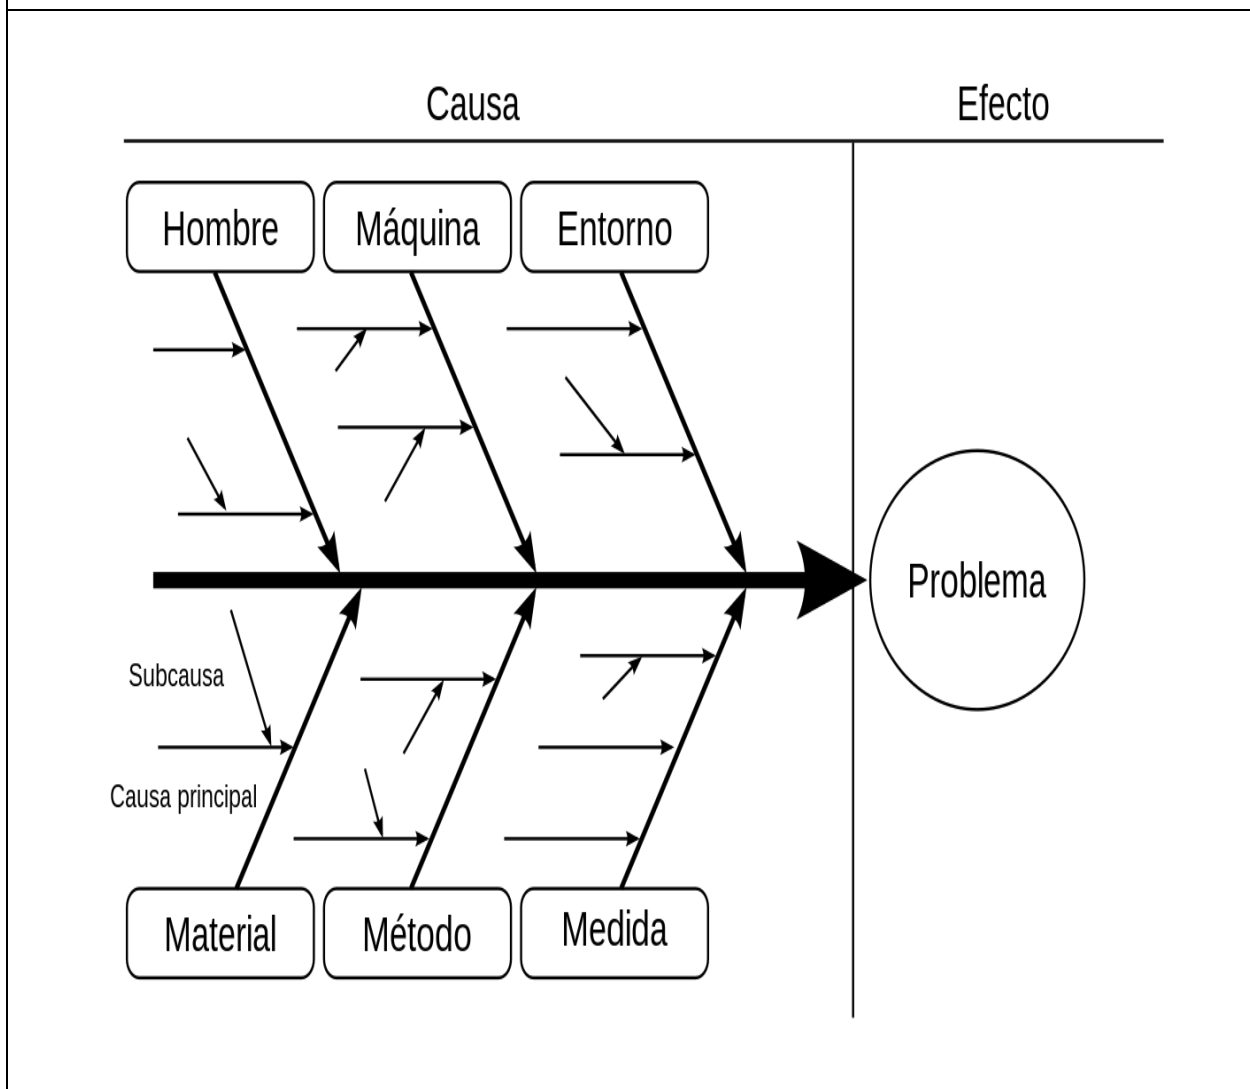 Causa
Efecto
Hombre
Máquina
Entorno
Problema
Subcausa
Causa principal
Material
Método
Medida